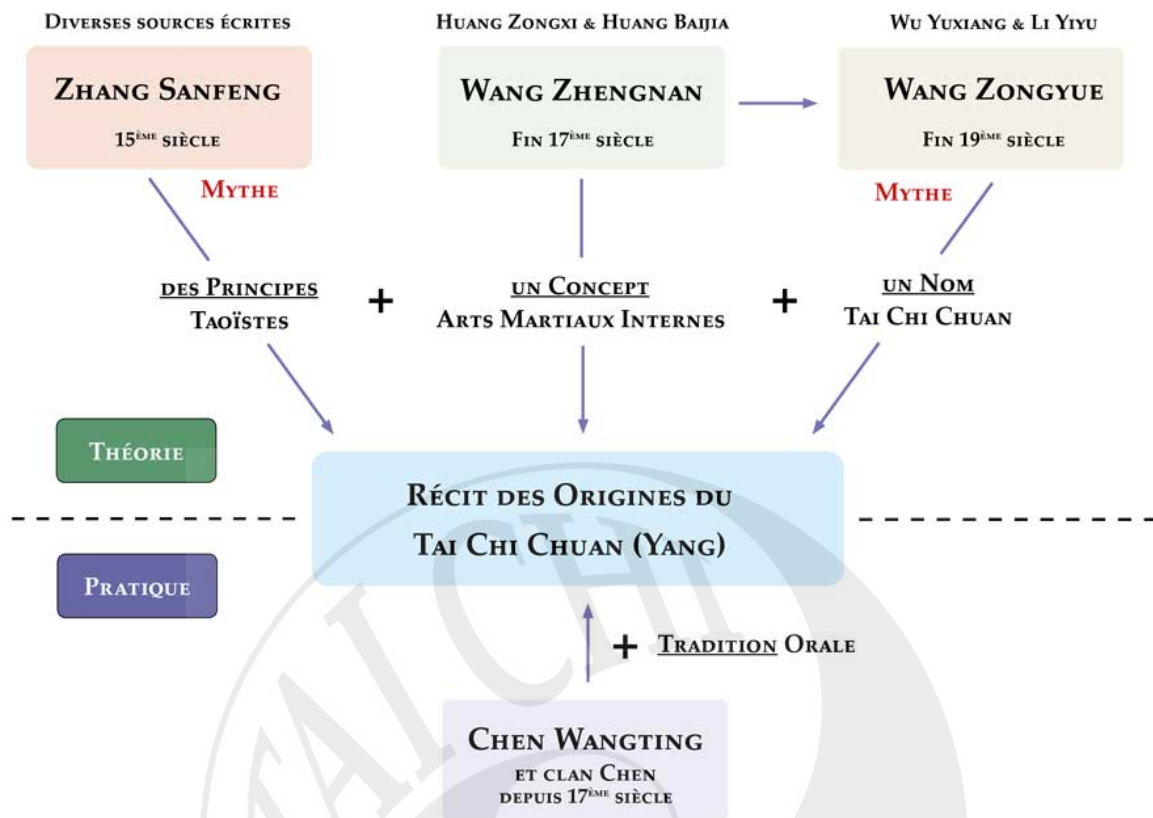 Diverses sources écrites
Zhang Sanfeng
15ème siècle
Mythe
Huang Zongxi & Huang Baijia
Wang Zhengnan
Fin 17ème siècle
Wu Yuxiang & Li Yiyu
Wang Zongyue
Fin 19ème siècle
Mythe
des Principes
Taoïstes
+
un Concept
Arts Martiaux Internes
+
un Nom
Tai Chi Chuan
Théorie
Récit des Origines du
Tai Chi Chuan (Yang)
Pratique
+ Tradition Orale
Chen Wangting
et clan Chen
depuis 17ème siècle
TAI CHI